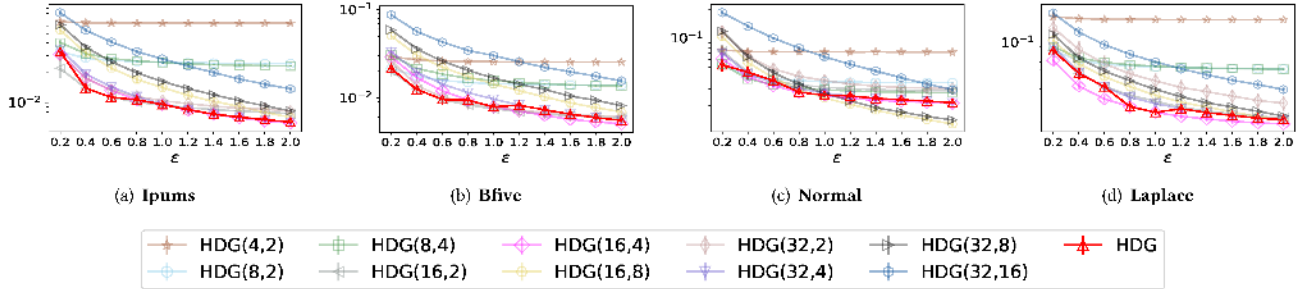 10⁻²
0.2 0.4 0.6 0.8 1.0 1.2 1.4 1.6 1.8 2.0
ε
(a) Ipums
10⁻¹
10⁻²
0.2 0.4 0.6 0.8 1.0 1.2 1.4 1.6 1.8 2.0
ε
(b) Bfive
10⁻¹
0.2 0.4 0.6 0.8 1.0 1.2 1.4 1.6 1.8 2.0
ε
(c) Normal
10⁻¹
0.2 0.4 0.6 0.8 1.0 1.2 1.4 1.6 1.8 2.0
ε
(d) Laplace
HDG(4,2) HDG(8,4) HDG(16,4) HDG(32,2) HDG(32,8) HDG
HDG(8,2) HDG(16,2) HDG(16,8) HDG(32,4) HDG(32,16)